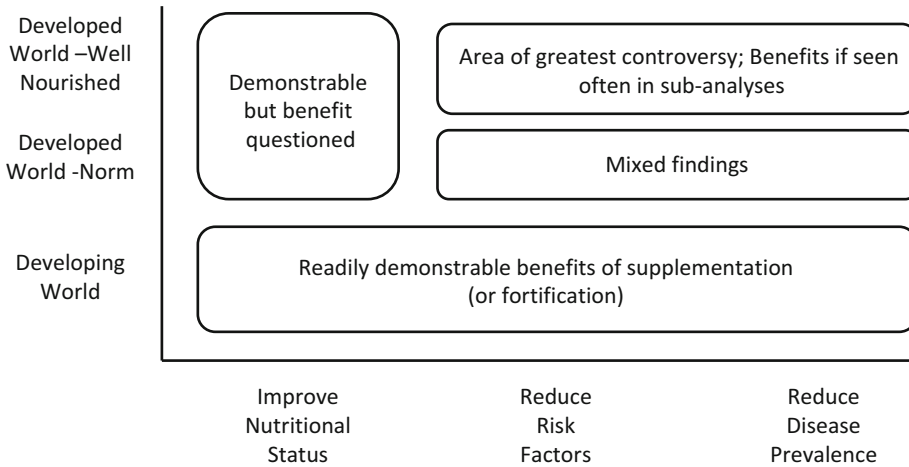 Developed
World –Well
Nourished
Demonstrable
but benefit
questioned
Area of greatest controversy; Benefits if seen
often in sub-analyses
Developed
World -Norm
Mixed findings
Developing
World
Readily demonstrable benefits of supplementation
(or fortification)
Improve
Nutritional
Status
Reduce
Risk
Factors
Reduce
Disease
Prevalence